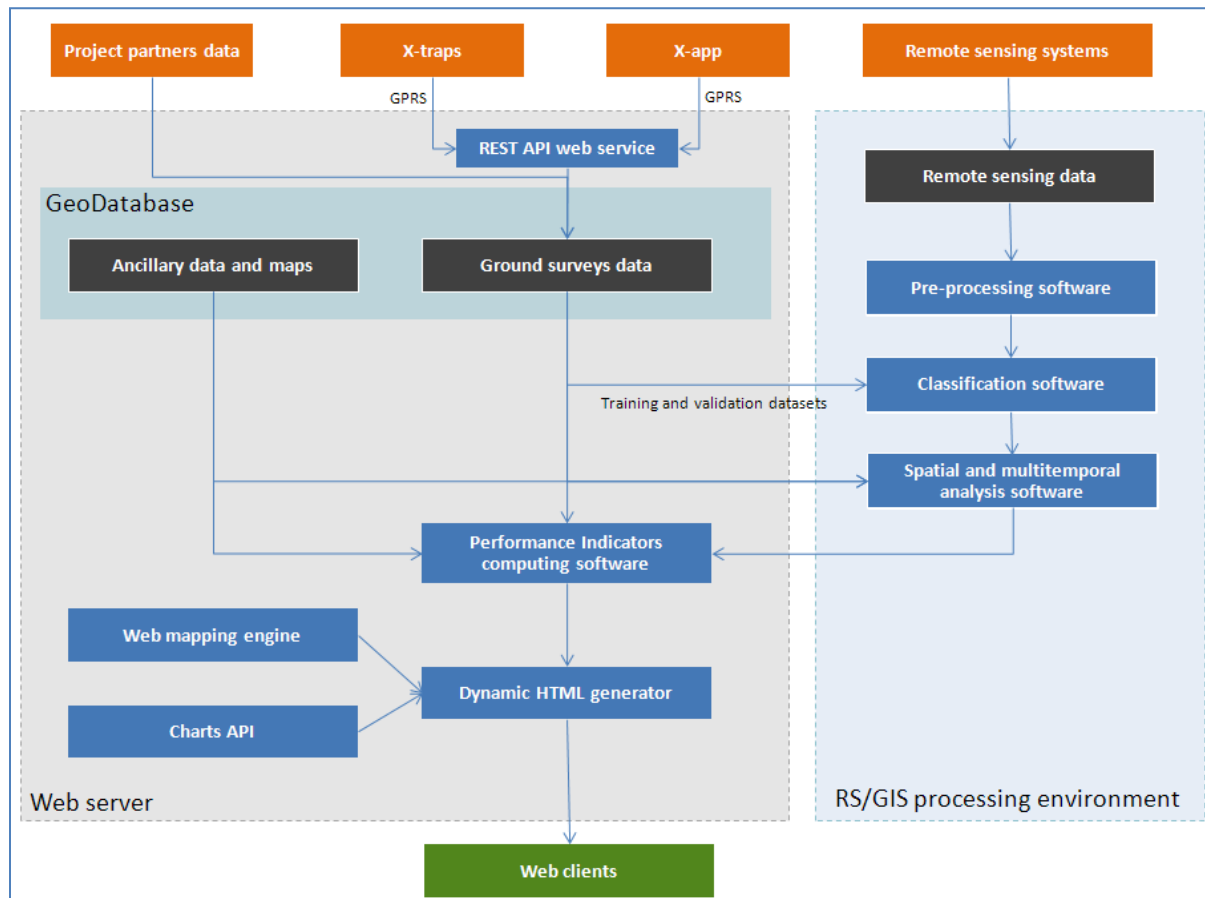 Project partners data
X-traps
X-app
Remote sensing systems
GPRS
GPRS
REST API web service
Remote sensing data
GeoDatabase
Ancillary data and maps
Ground surveys data
Pre-processing software
Classification software
Training and validation datasets
Spatial and multitemporal
analysis software
Performance Indicators
computing software
Web mapping engine
Dynamic HTML generator
Charts API
Web server
RS/GIS processing environment
Web clients